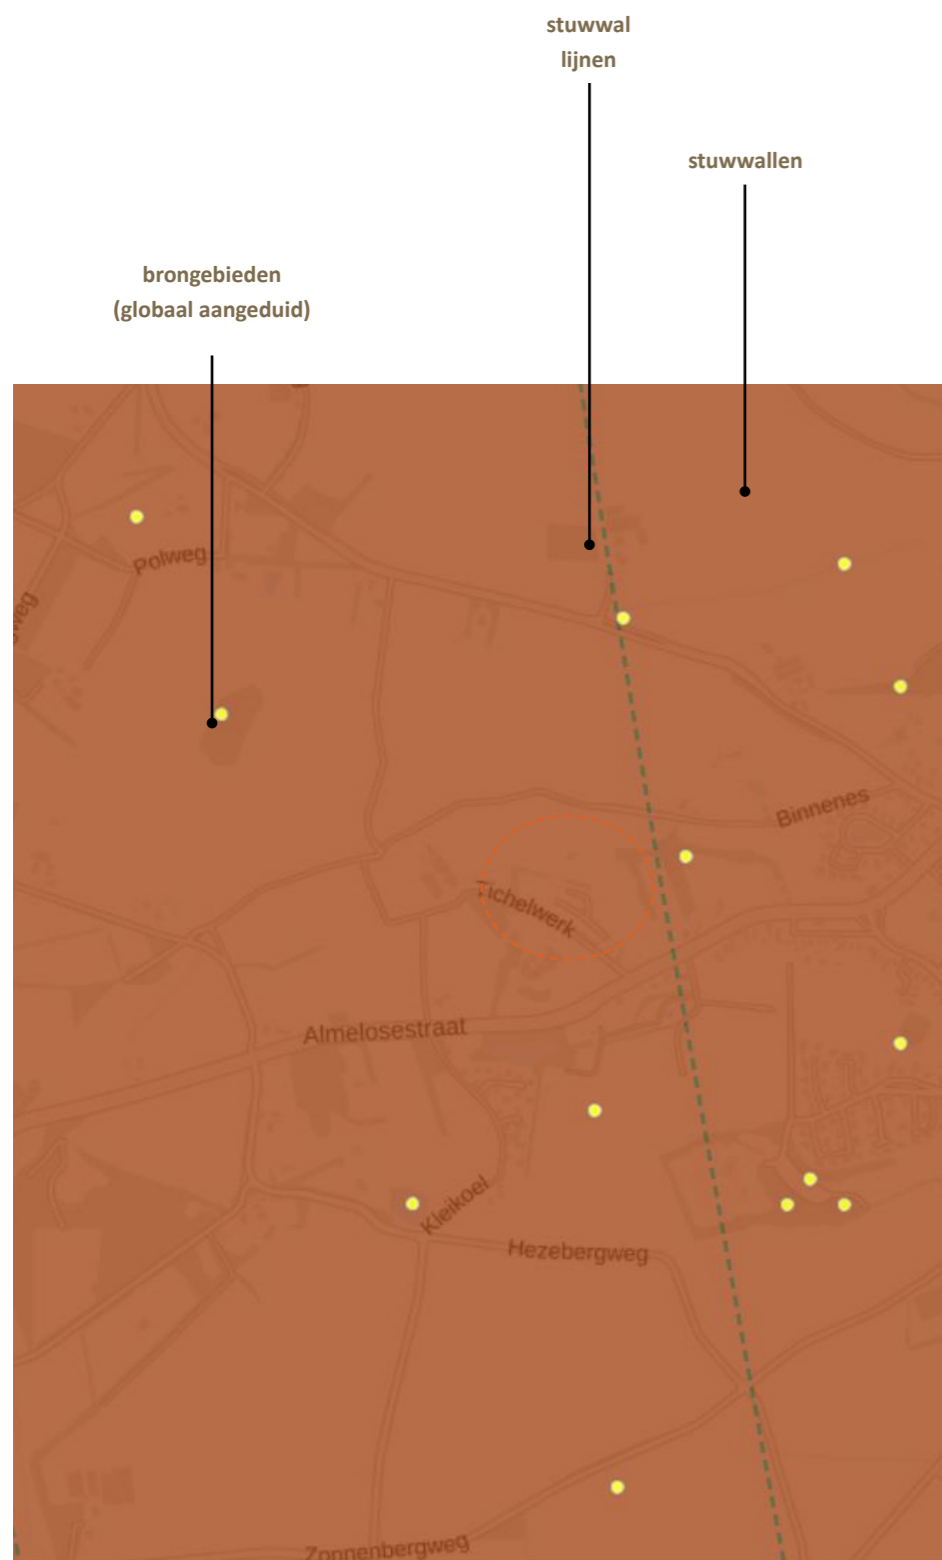 stuwwal
lijnen
stuwwallen
brongebieden
(globaal aangeduid)
Polweg
Binnenes
Tichelwerk
Almelosestraat
Kleikoel
Hezebergweg
Zonnenbergweg